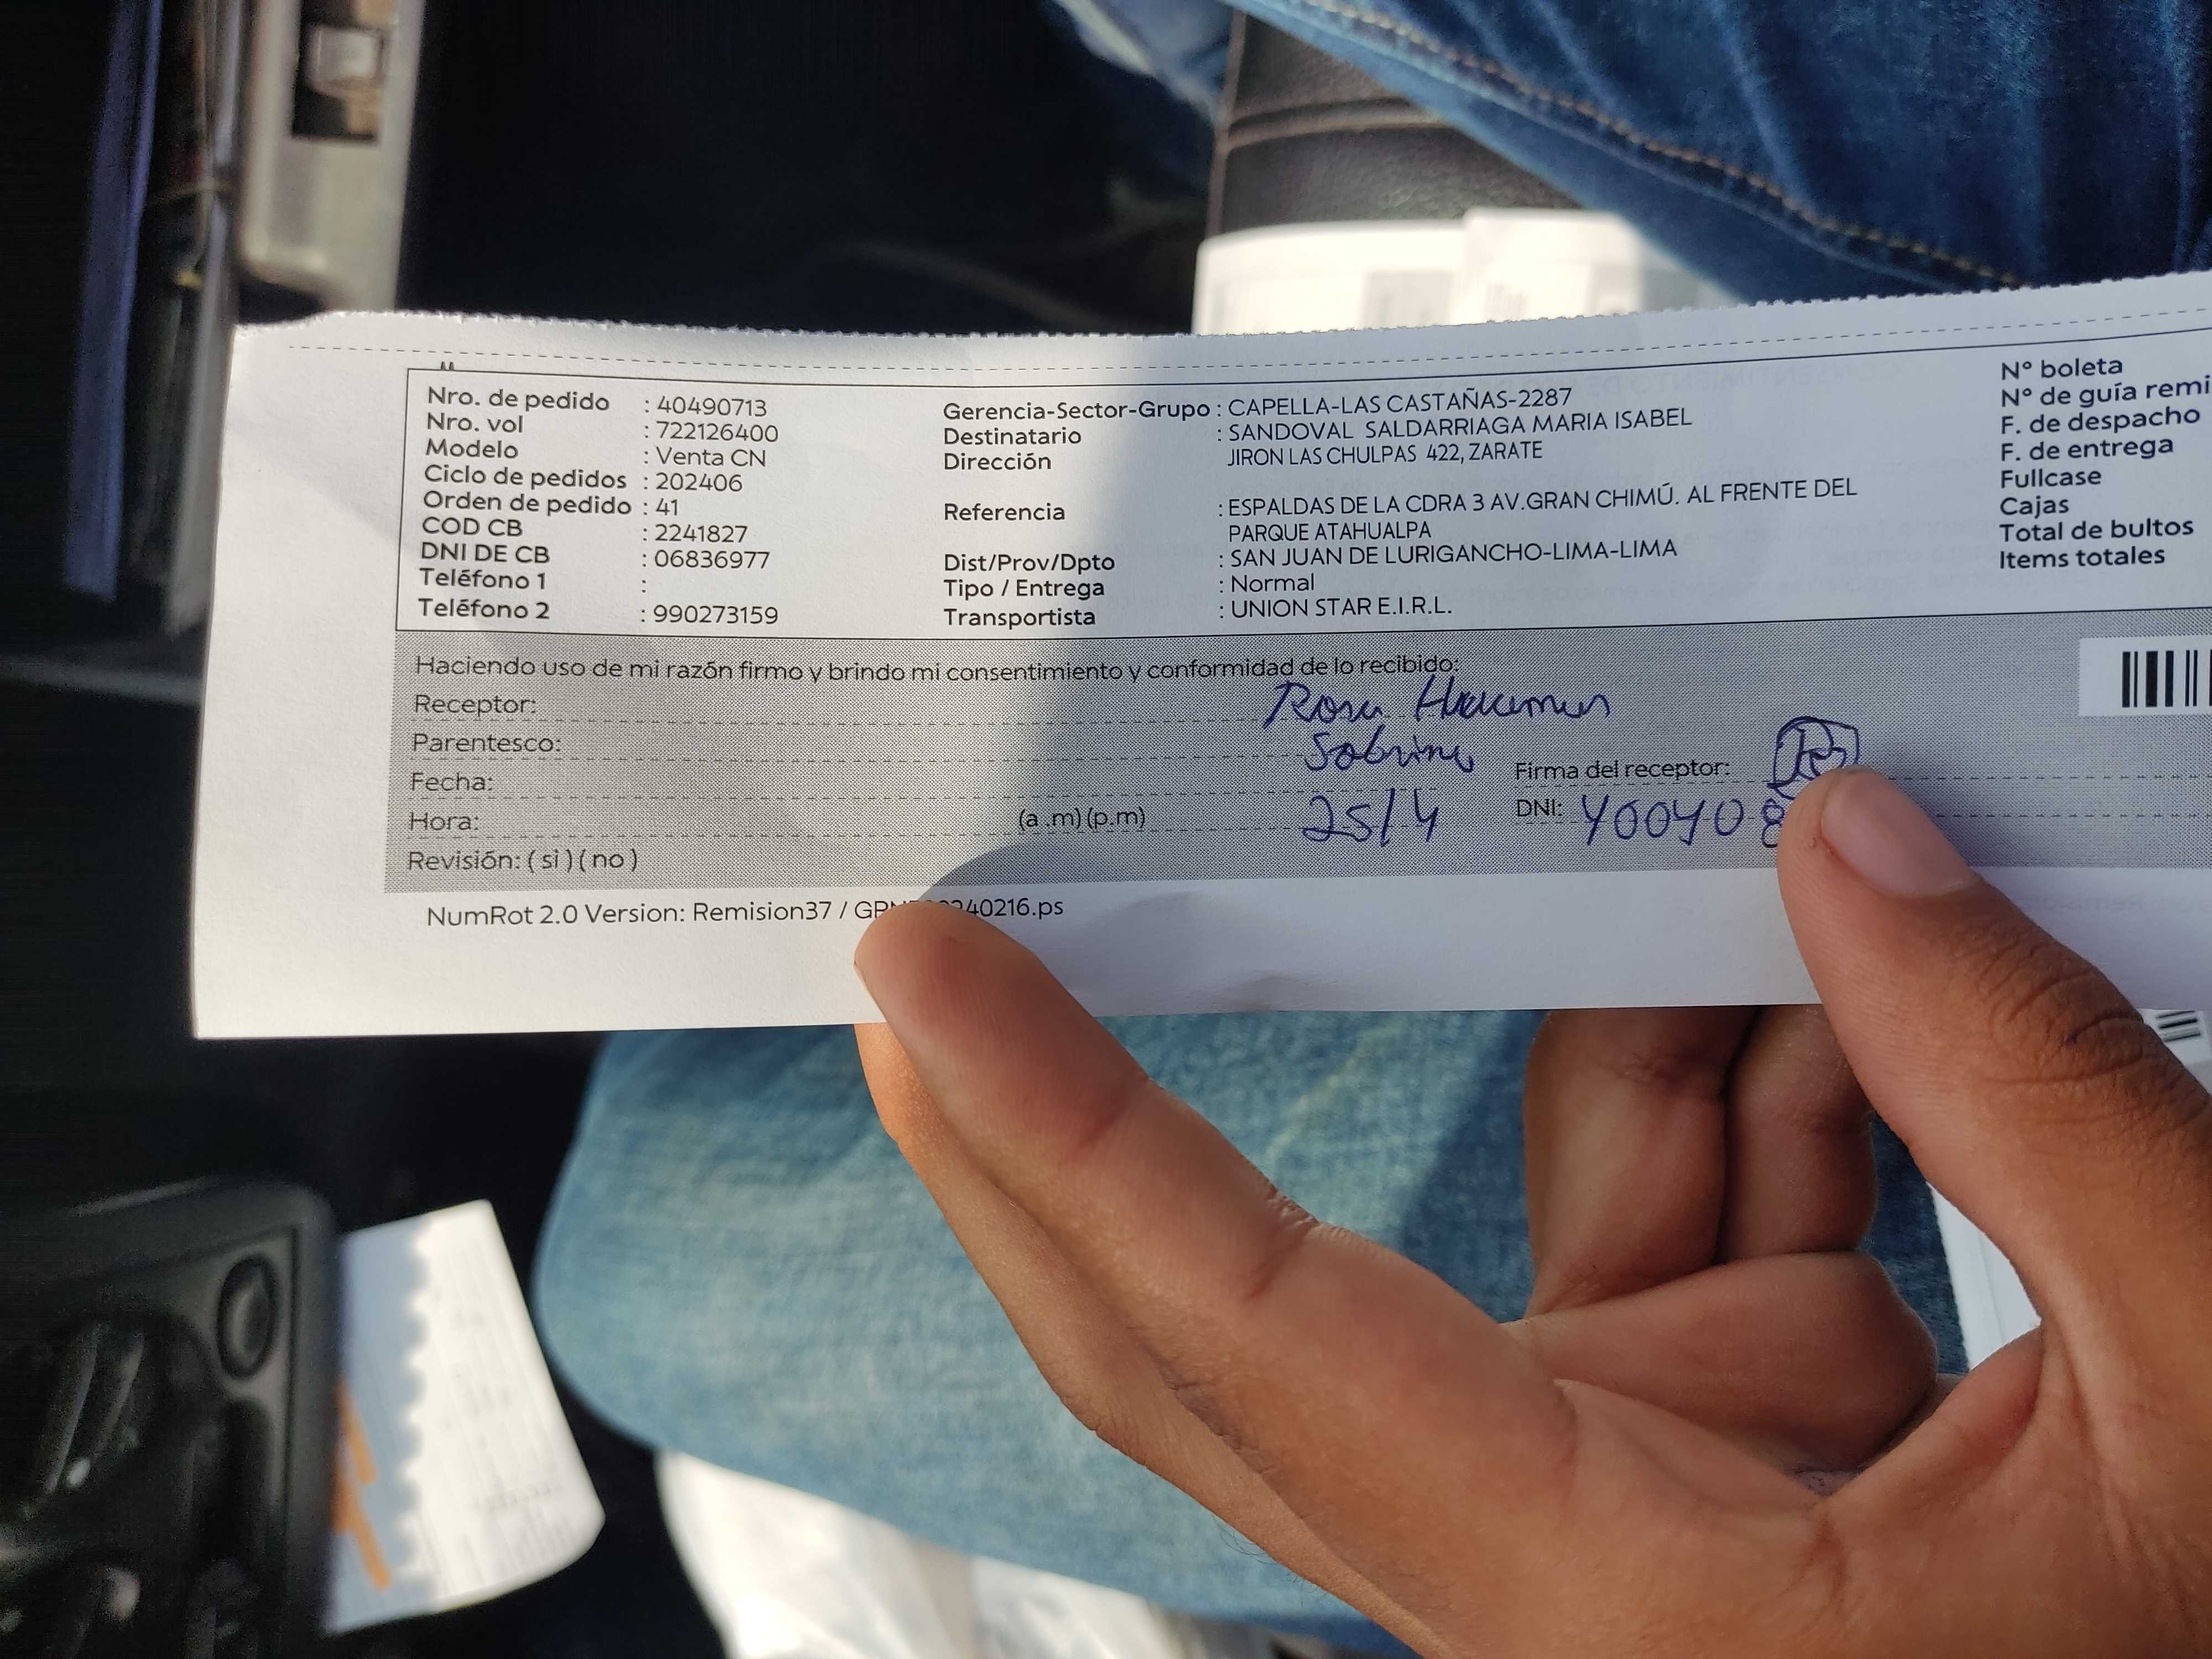 Nro. de pedido : 40490713
Nro. vol : 722126400
Modelo : Venta CN
Ciclo de pedidos : 202406
Orden de pedido : 41
COD CB : 2241827
DNI DE CB : 06836977
Teléfono 1 :
Teléfono 2 : 990273159
Gerencia-Sector-Grupo : CAPELLA-LAS CASTAÑAS-2287
Destinatario : SANDOVAL SALDARRIAGA MARIA ISABEL
Dirección JIRON LAS CHULPAS 422, ZARATE
Referencia : ESPALDAS DE LA CDRA 3 AV.GRAN CHIMÚ. AL FRENTE DEL
PARQUE ATAHUALPA
Dist/Prov/Dpto : SAN JUAN DE LURIGANCHO-LIMA-LIMA
Tipo / Entrega : Normal
Transportista : UNION STAR E.I.R.L.
N° boleta
N° de guía remi
F. de despacho
F. de entrega
Fullcase
Cajas
Total de bultos
Items totales
Haciendo uso de mi razón firmo y brindo mi consentimiento y conformidad de lo recibido:
Receptor: Rosa
Parentesco: Sobrina
Fecha: 25/4
Hora: (a .m) (p.m)
Revisión: ( si ) ( no )
Firma del receptor:
DNI: 400408
NumRot 2.0 Version: Remision37 / 40216.ps